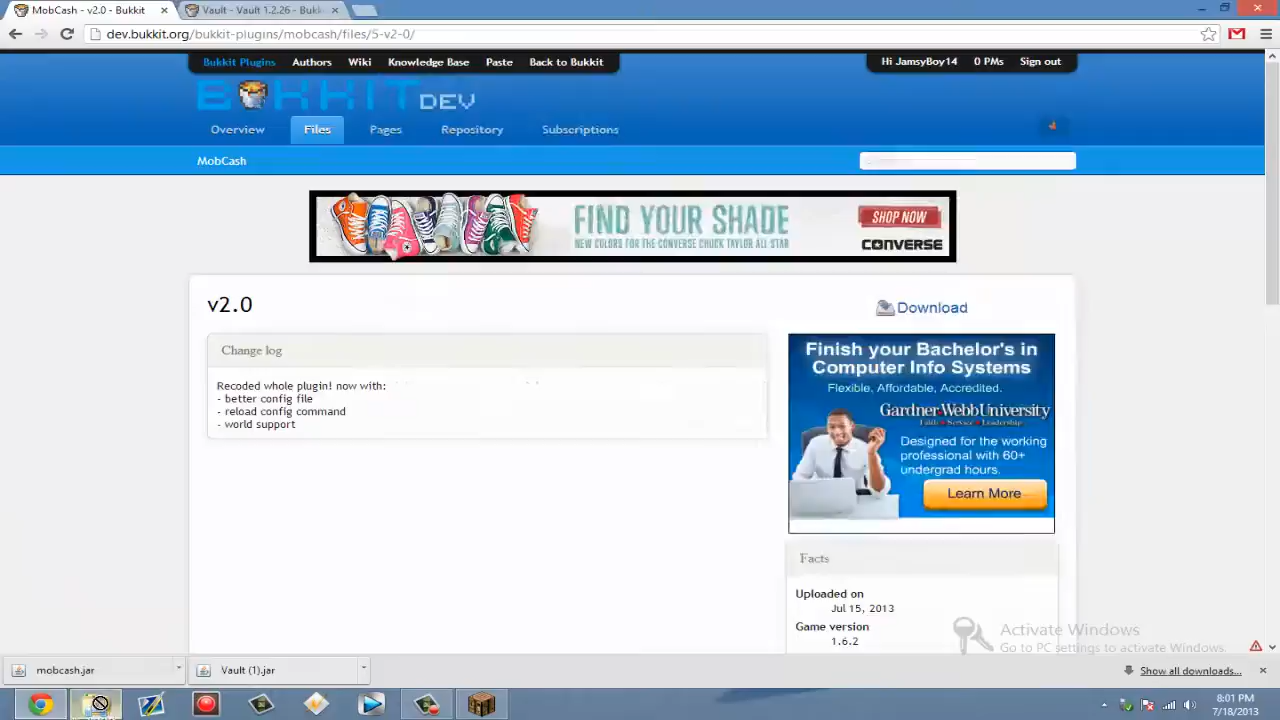 MobCash - v2.0 - Bukkit
Vault - Vault 1.2.26 - Bukk
dev.bukkit.org/bukkit-plugins/mobcash/files/5-v2-0/
Bukkit Plugins Authors Wiki Knowledge Base Paste Back to Bukkit
Hi JamsyBoy14 0 PMs Sign out
BUKKIT DEV
Overview Files Pages Repository Subscriptions
MobCash
FIND YOUR SHADE
NEW COLORS FOR THE CONVERSE CHUCK TAYLOR ALL STAR
SHOP NOW
CONVERSE
v2.0
Download
Change log
Recoded whole plugin! now with:
- better config file
- reload config command
- world support
Finish your Bachelor's in
Computer Info Systems
Flexible, Affordable, Accredited.
Gardner-Webb University
Faith Service Leadership
Designed for the working
professional with 60+
undergrad hours.
Learn More
Facts
Uploaded on
Jul 15, 2013
Game version
1.6.2
Activate Windows
Go to PC settings to activate Windows.
mobcash.jar
Vault (1).jar
Show all downloads...
8:01 PM
7/18/2013